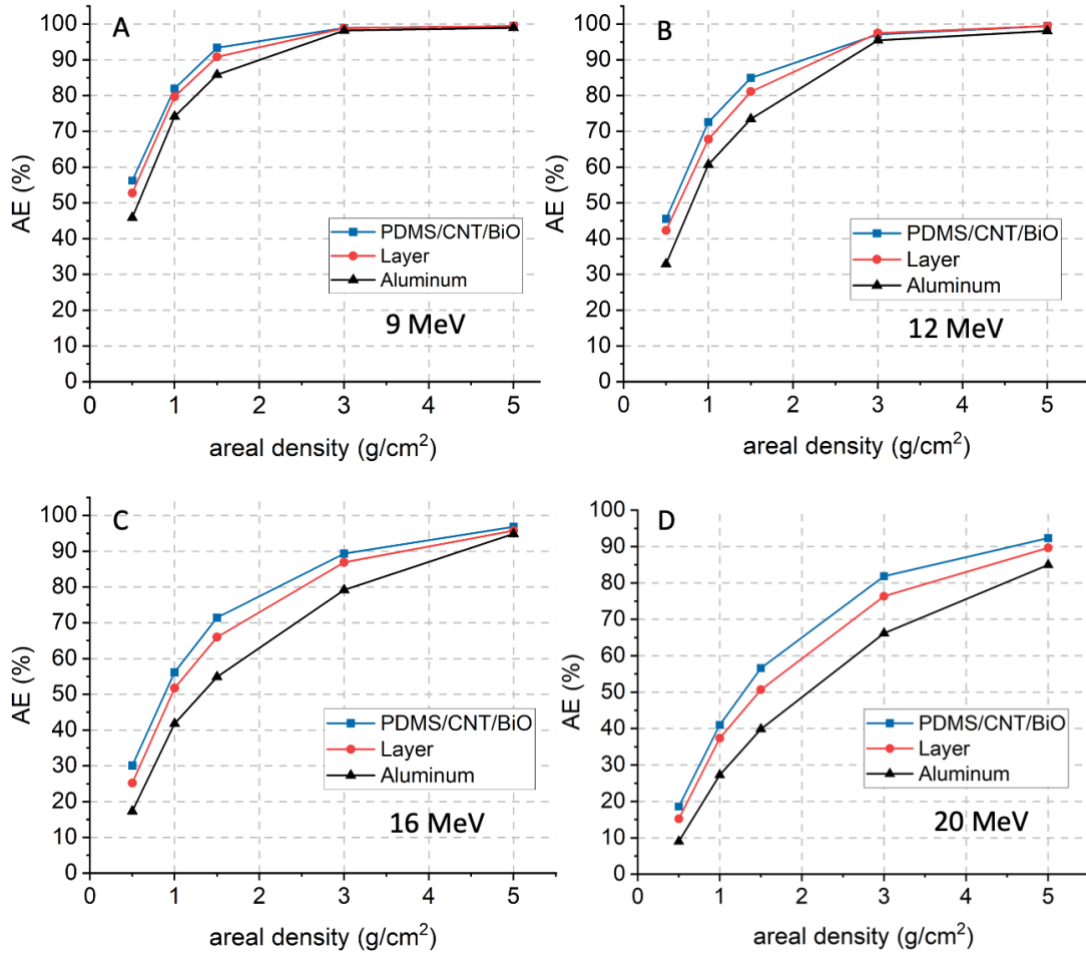 A
AE (%)
100
90
80
70
60
50
40
30
20
10
0
PDMS/CNT/BiO
Layer
Aluminum
9 MeV
0 1 2 3 4 5
areal density (g/cm²)
B
AE (%)
100
90
80
70
60
50
40
30
20
10
0
PDMS/CNT/BiO
Layer
Aluminum
12 MeV
0 1 2 3 4 5
areal density (g/cm²)
C
AE (%)
100
90
80
70
60
50
40
30
20
10
0
PDMS/CNT/BiO
Layer
Aluminum
16 MeV
0 1 2 3 4 5
areal density (g/cm²)
D
AE (%)
100
90
80
70
60
50
40
30
20
10
0
PDMS/CNT/BiO
Layer
Aluminum
20 MeV
0 1 2 3 4 5
areal density (g/cm²)